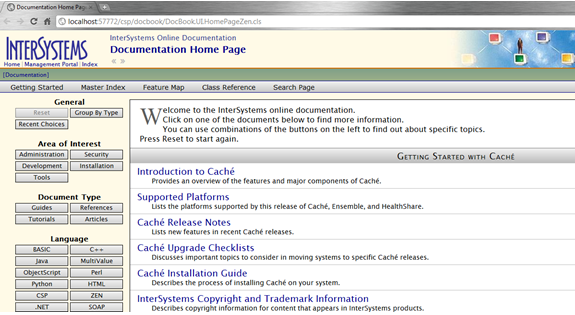 Documentation Home Pag
localhost:57772/csp/docbook/DocBook.UI.HomePageZen.cls
INTERSYSTEMS
Home | Management Portal | Index
InterSystems Online Documentation
Documentation Home Page
« »
[Documentation]
Getting Started Master Index Feature Map Class Reference Search Page
General
Reset Group By Type
Recent Choices
Area of Interest
Administration Security
Development Installation
Tools
Document Type
Guides References
Tutorials Articles
Language
BASIC C++
Java MultiValue
ObjectScript Perl
Python HTML
CSP ZEN
.NET SOAP
Welcome to the InterSystems online documentation.
Click on one of the documents below to find more information.
You can use combinations of the buttons on the left to find out about specific topics.
Press Reset to start again.
GETTING STARTED WITH CACHÉ
Introduction to Caché
Provides an overview of the features and major components of Caché.
Supported Platforms
Lists the platforms supported by this release of Caché, Ensemble, and HealthShare.
Caché Release Notes
Lists new features in recent Caché releases.
Caché Upgrade Checklists
Discusses important topics to consider in moving systems to specific Caché releases.
Caché Installation Guide
Describes the process of installing Caché on your system.
InterSystems Copyright and Trademark Information
Describes copyright information for content that appears in InterSystems products.